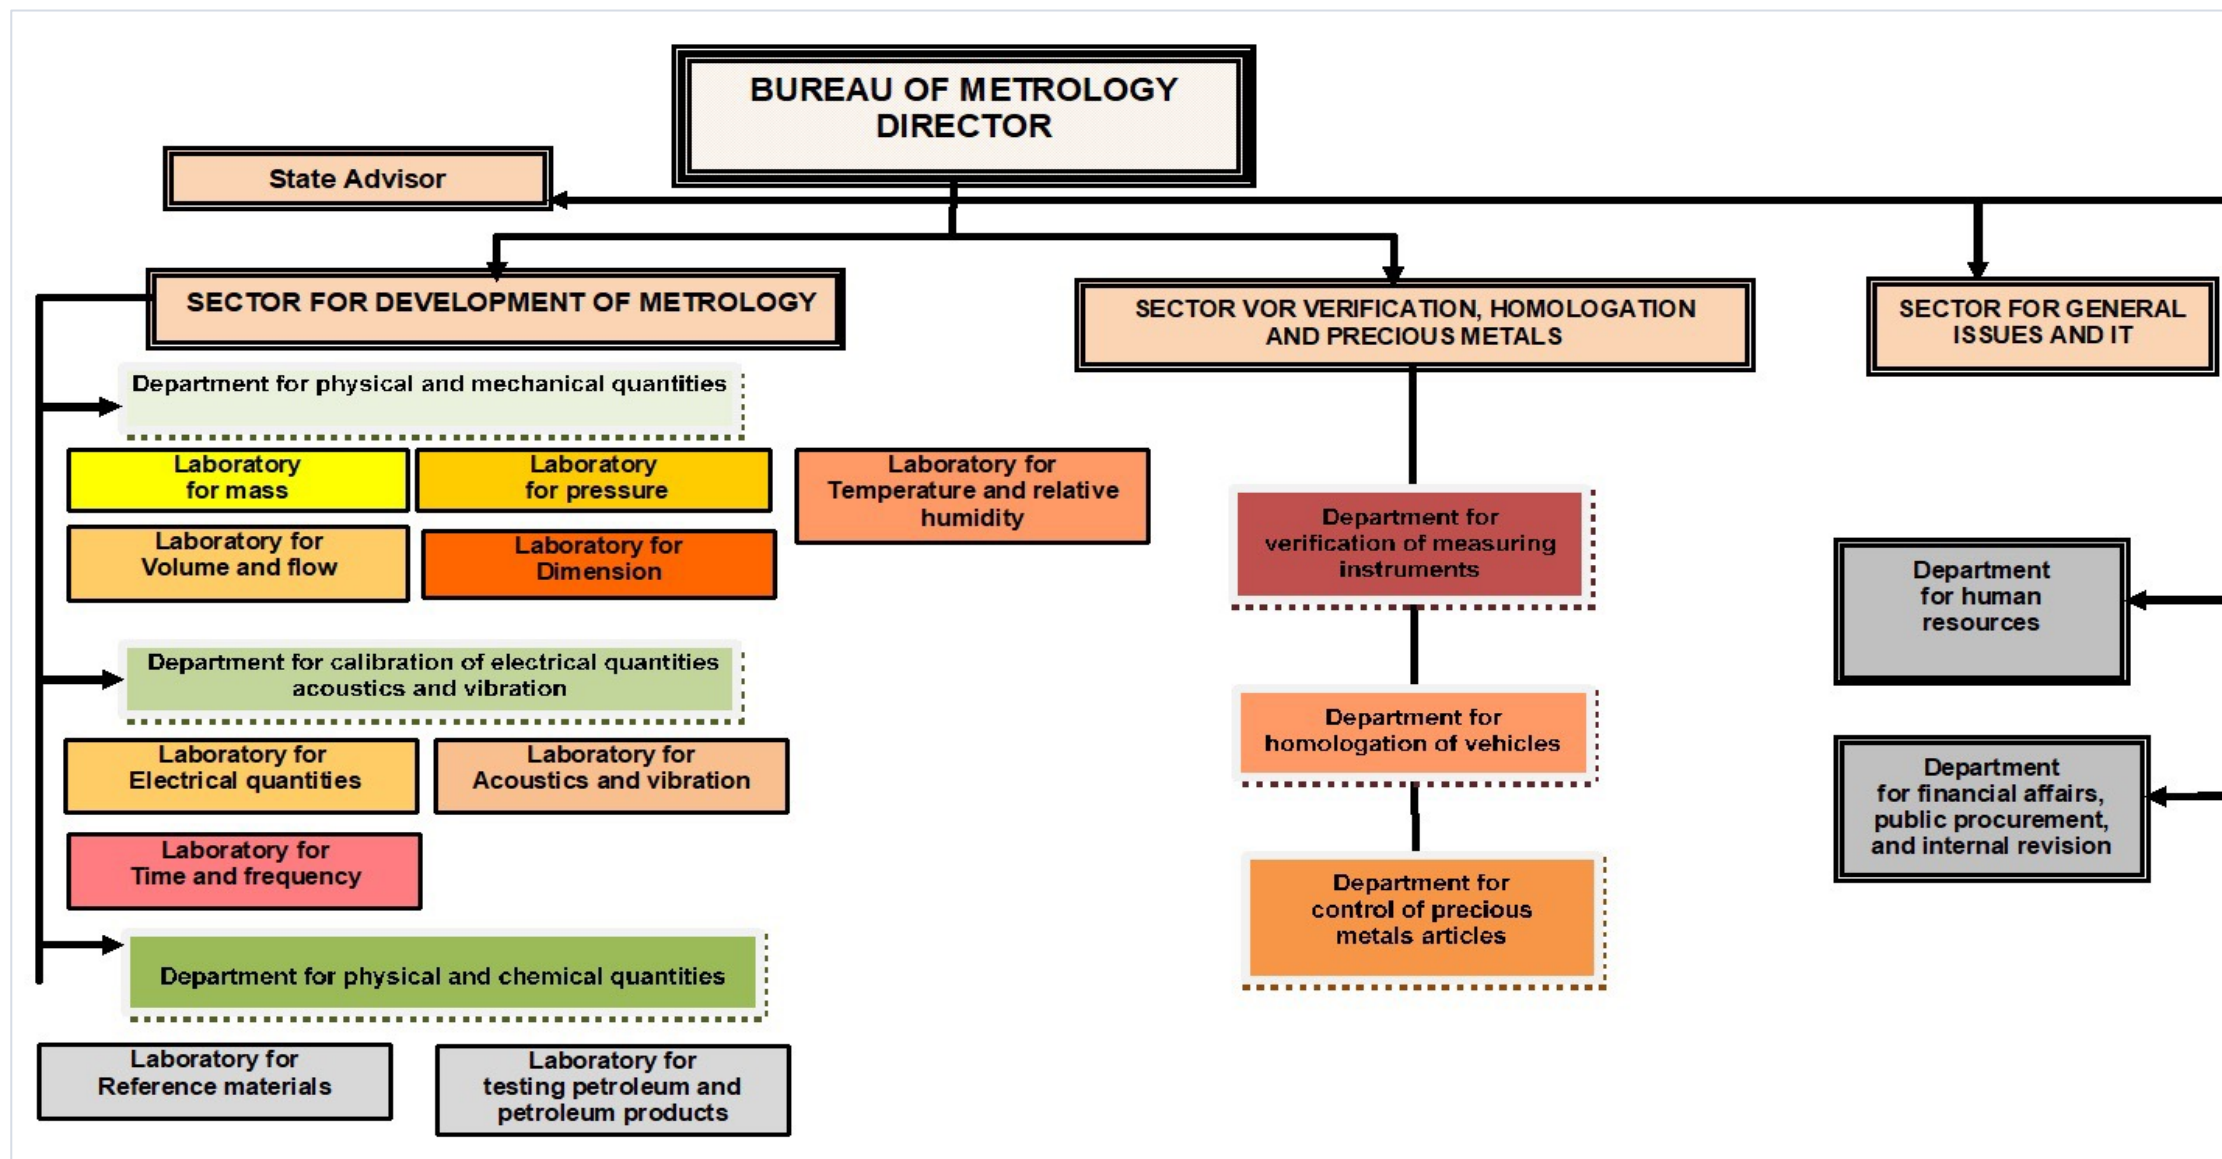 BUREAU OF METROLOGY
DIRECTOR
State Advisor
SECTOR FOR DEVELOPMENT OF METROLOGY
Department for physical and mechanical quantities
Laboratory
for mass
Laboratory
for pressure
Laboratory for
Temperature and relative
humidity
Laboratory for
Volume and flow
Laboratory for
Dimension
Department for calibration of electrical quantities
acoustics and vibration
Laboratory for
Electrical quantities
Laboratory for
Acoustics and vibration
Laboratory for
Time and frequency
Department for physical and chemical quantities
Laboratory for
Reference materials
Laboratory for
testing petroleum and
petroleum products
SECTOR VOR VERIFICATION, HOMOLOGATION
AND PRECIOUS METALS
Department for
verification of measuring
instruments
Department for
homologation of vehicles
Department for
control of precious
metals articles
SECTOR FOR GENERAL
ISSUES AND IT
Department
for human
resources
Department
for financial affairs,
public procurement,
and internal revision